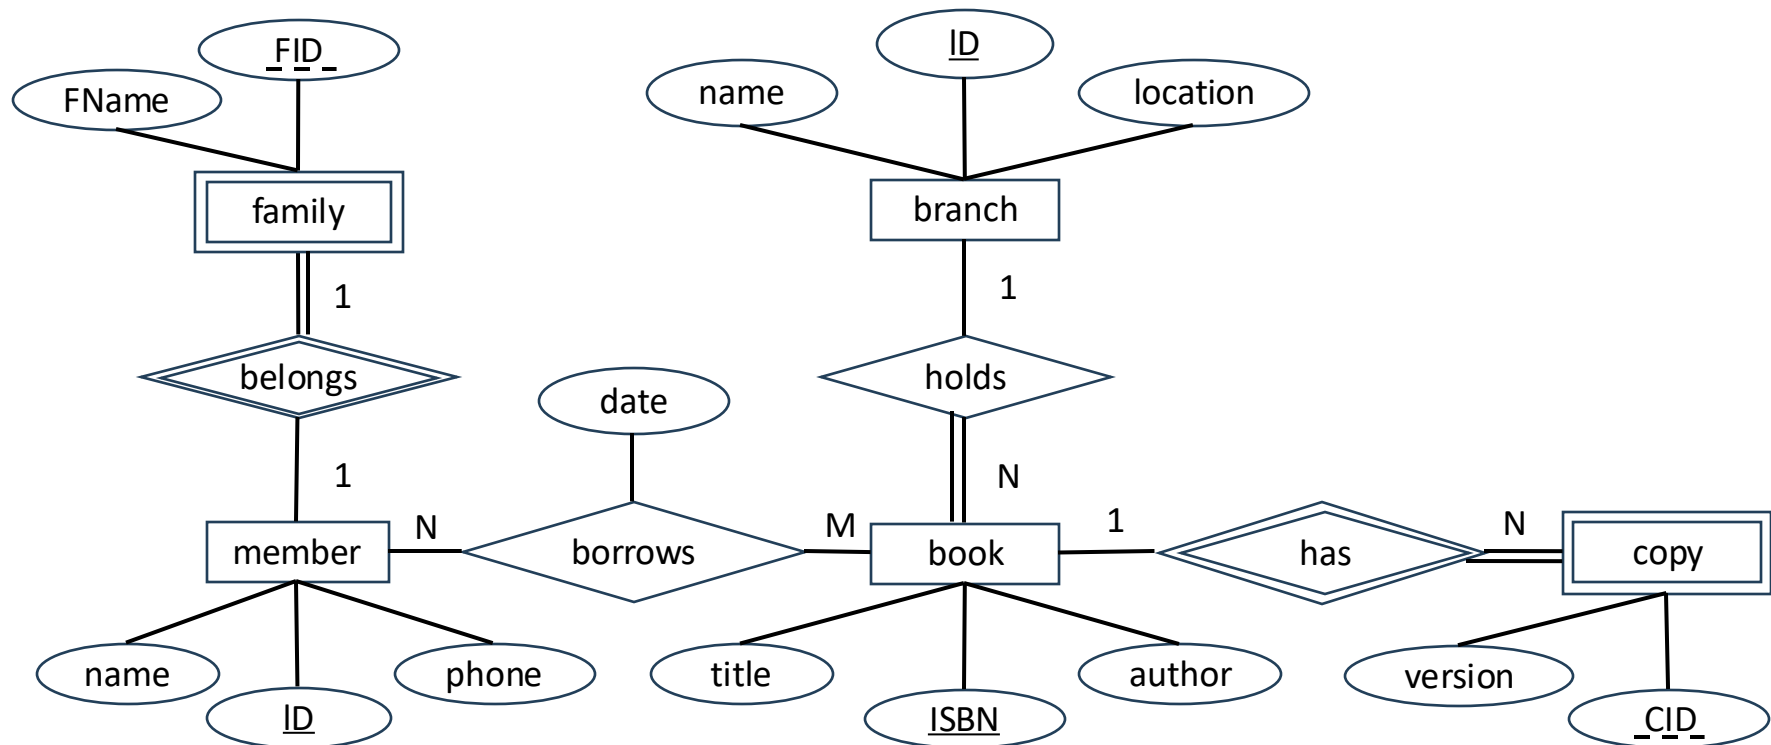 FID
FName
ID
name
location
family
branch
1
1
belongs
holds
date
1
N
N
M
1
N
member
borrows
book
has
copy
name
phone
title
author
version
ID
ISBN
CID